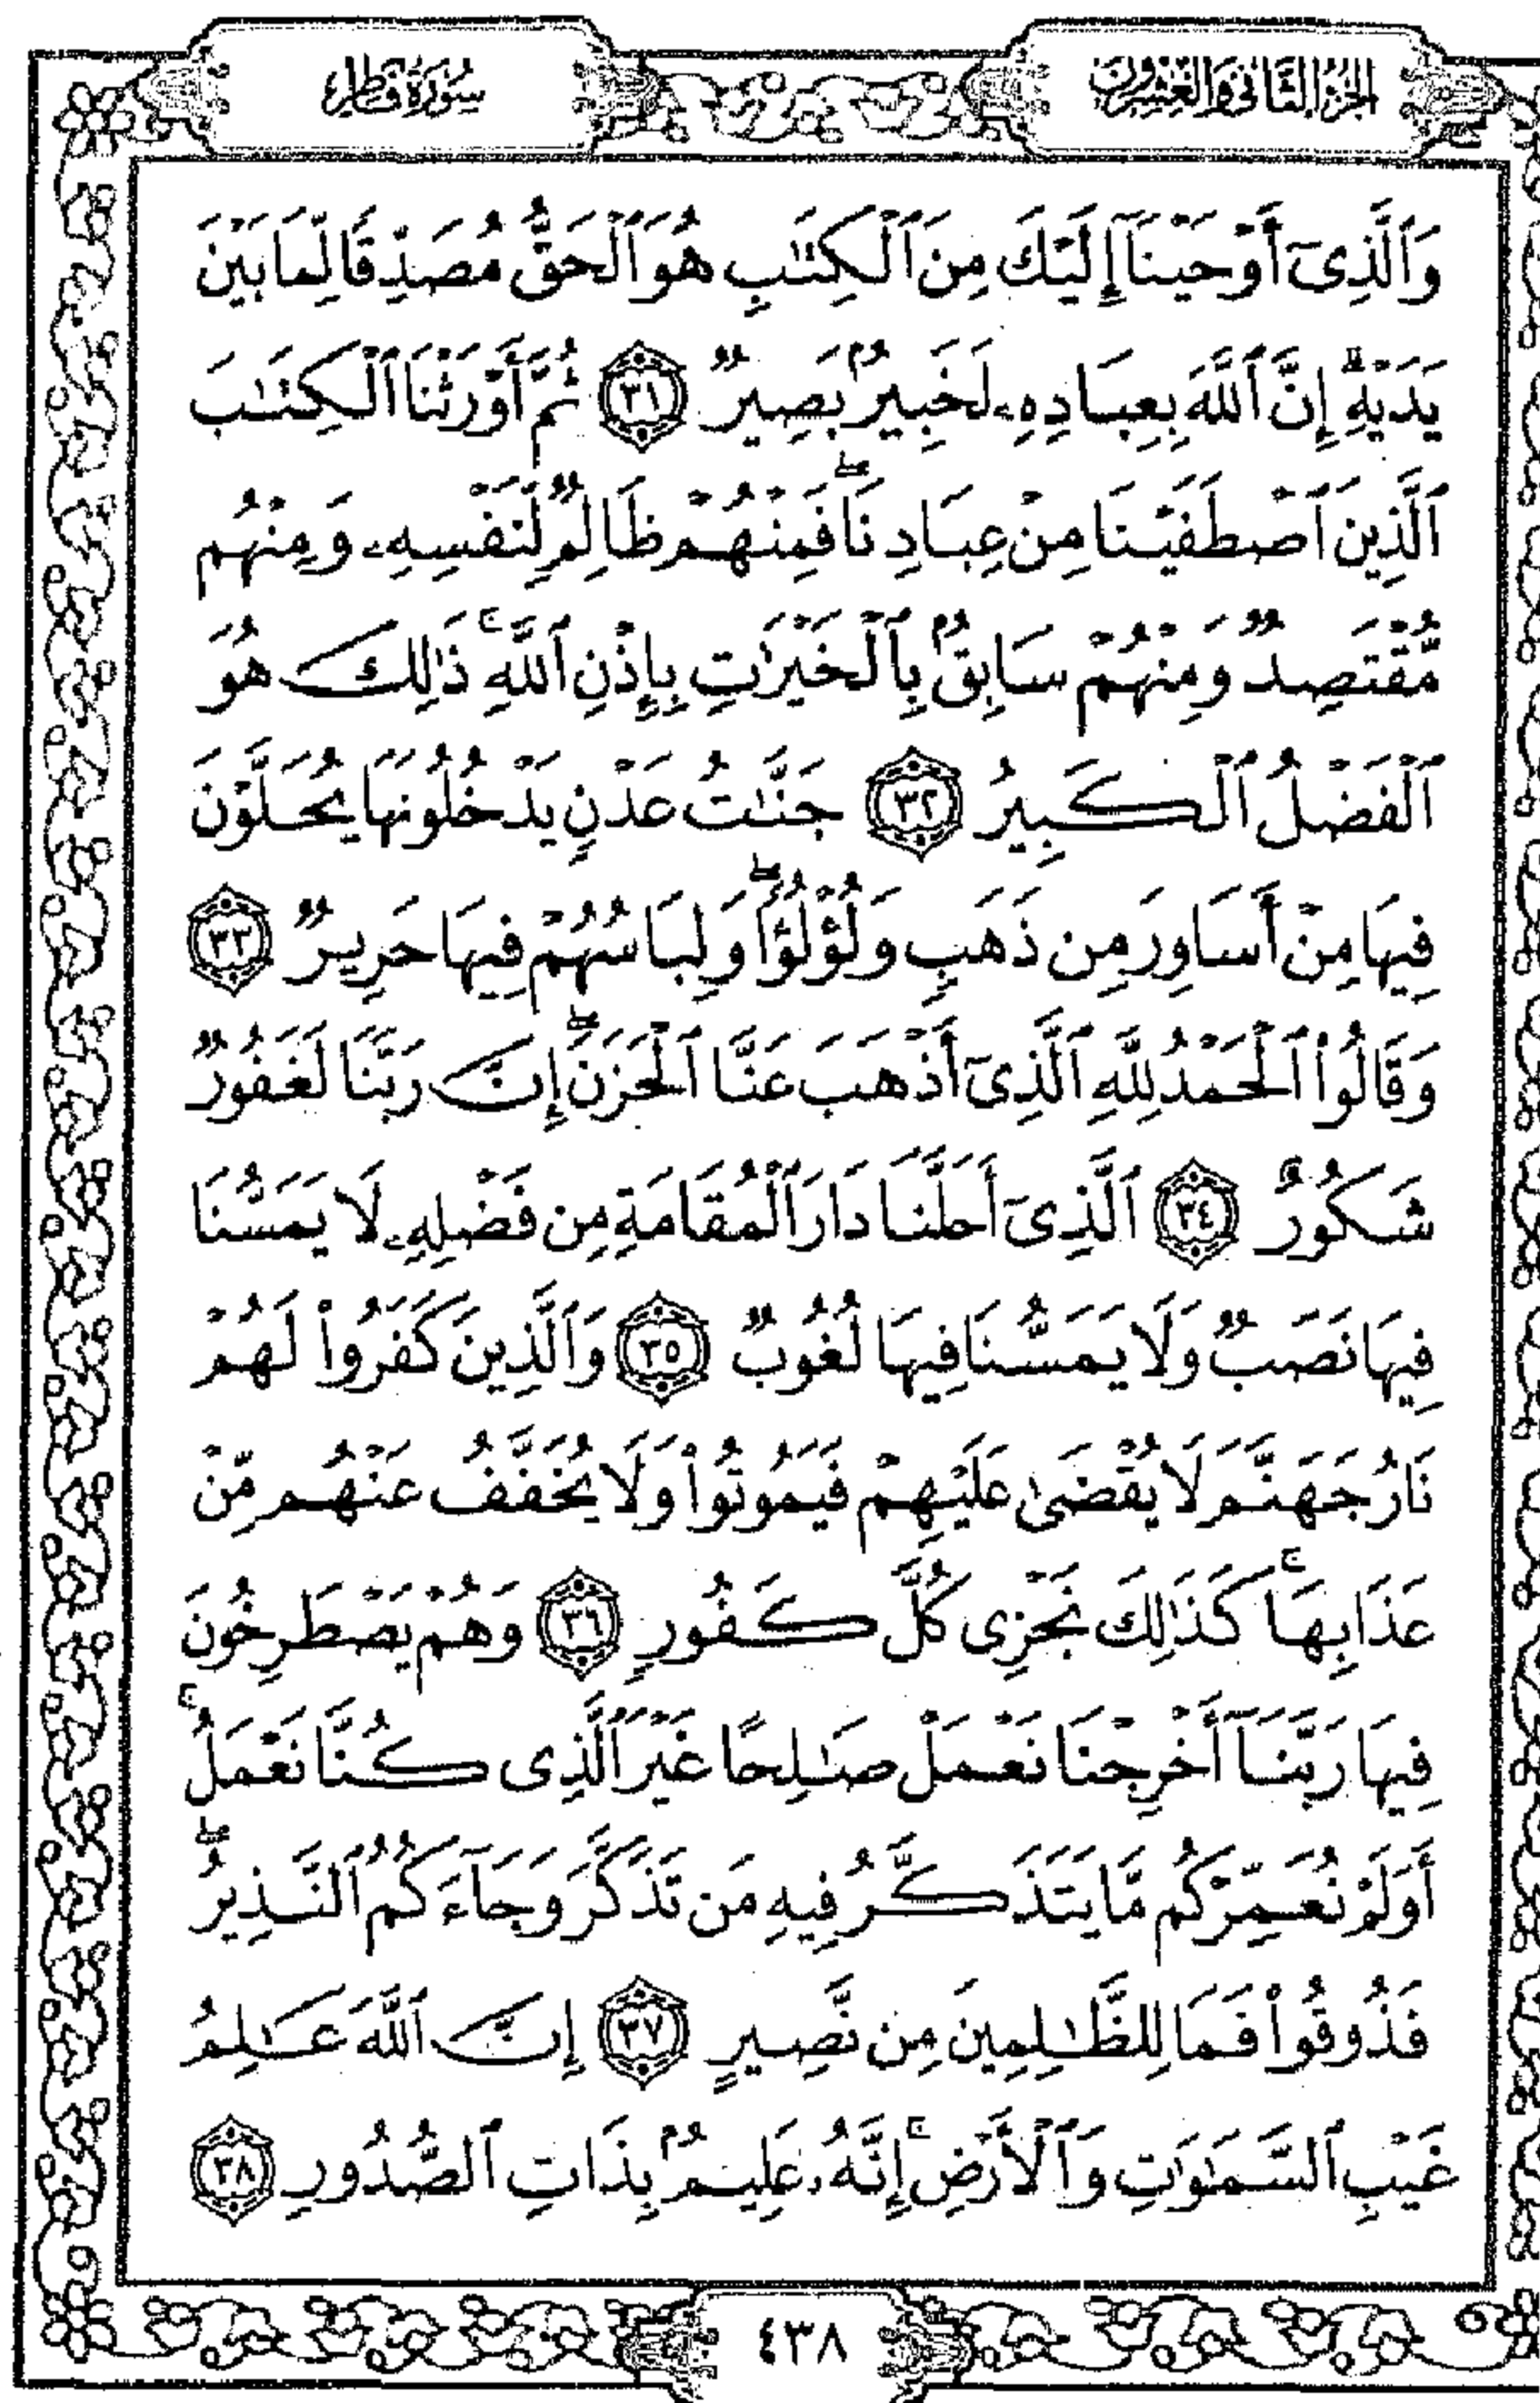 الجزء الثاني والعشرون
سورة فاطر
وَٱلَّذِىٓ أَوْحَيْنَآ إِلَيْكَ مِنَ ٱلْكِتَٰبِ هُوَ ٱلْحَقُّ مُصَدِّقًا لِّمَا بَيْنَ
يَدَيْهِ ۗ إِنَّ ٱللَّهَ بِعِبَادِهِۦ لَخَبِيرٌۢ بَصِيرٌ ٣١ ثُمَّ أَوْرَثْنَا ٱلْكِتَٰبَ
ٱلَّذِينَ ٱصْطَفَيْنَا مِنْ عِبَادِنَا ۖ فَمِنْهُمْ ظَالِمٌ لِّنَفْسِهِۦ وَمِنْهُم
مُّقْتَصِدٌ وَمِنْهُمْ سَابِقٌۢ بِٱلْخَيْرَٰتِ بِإِذْنِ ٱللَّهِ ۚ ذَٰلِكَ هُوَ
ٱلْفَضْلُ ٱلْكَبِيرُ ٣٢ جَنَّٰتُ عَدْنٍ يَدْخُلُونَهَا يُحَلَّوْنَ
فِيهَا مِنْ أَسَاوِرَ مِن ذَهَبٍ وَلُؤْلُؤًا ۖ وَلِبَاسُهُمْ فِيهَا حَرِيرٌ ٣٣
وَقَالُوا۟ ٱلْحَمْدُ لِلَّهِ ٱلَّذِىٓ أَذْهَبَ عَنَّا ٱلْحَزَنَ ۖ إِنَّ رَبَّنَا لَغَفُورٌ
شَكُورٌ ٣٤ ٱلَّذِىٓ أَحَلَّنَا دَارَ ٱلْمُقَامَةِ مِن فَضْلِهِۦ لَا يَمَسُّنَا
فِيهَا نَصَبٌ وَلَا يَمَسُّنَا فِيهَا لُغُوبٌ ٣٥ وَٱلَّذِينَ كَفَرُوا۟ لَهُمْ
نَارُ جَهَنَّمَ لَا يُقْضَىٰ عَلَيْهِمْ فَيَمُوتُوا۟ وَلَا يُخَفَّفُ عَنْهُم مِّنْ
عَذَابِهَا ۚ كَذَٰلِكَ نَجْزِى كُلَّ كَفُورٍ ٣٦ وَهُمْ يَصْطَرِخُونَ
فِيهَا رَبَّنَآ أَخْرِجْنَا نَعْمَلْ صَٰلِحًا غَيْرَ ٱلَّذِى كُنَّا نَعْمَلُ ۚ
أَوَلَمْ نُعَمِّرْكُم مَّا يَتَذَكَّرُ فِيهِ مَن تَذَكَّرَ وَجَآءَكُمُ ٱلنَّذِيرُ ۖ
فَذُوقُوا۟ فَمَا لِلظَّٰلِمِينَ مِن نَّصِيرٍ ٣٧ إِنَّ ٱللَّهَ عَٰلِمُ
غَيْبِ ٱلسَّمَٰوَٰتِ وَٱلْأَرْضِ ۚ إِنَّهُۥ عَلِيمٌۢ بِذَاتِ ٱلصُّدُورِ ٣٨
٤٣٨